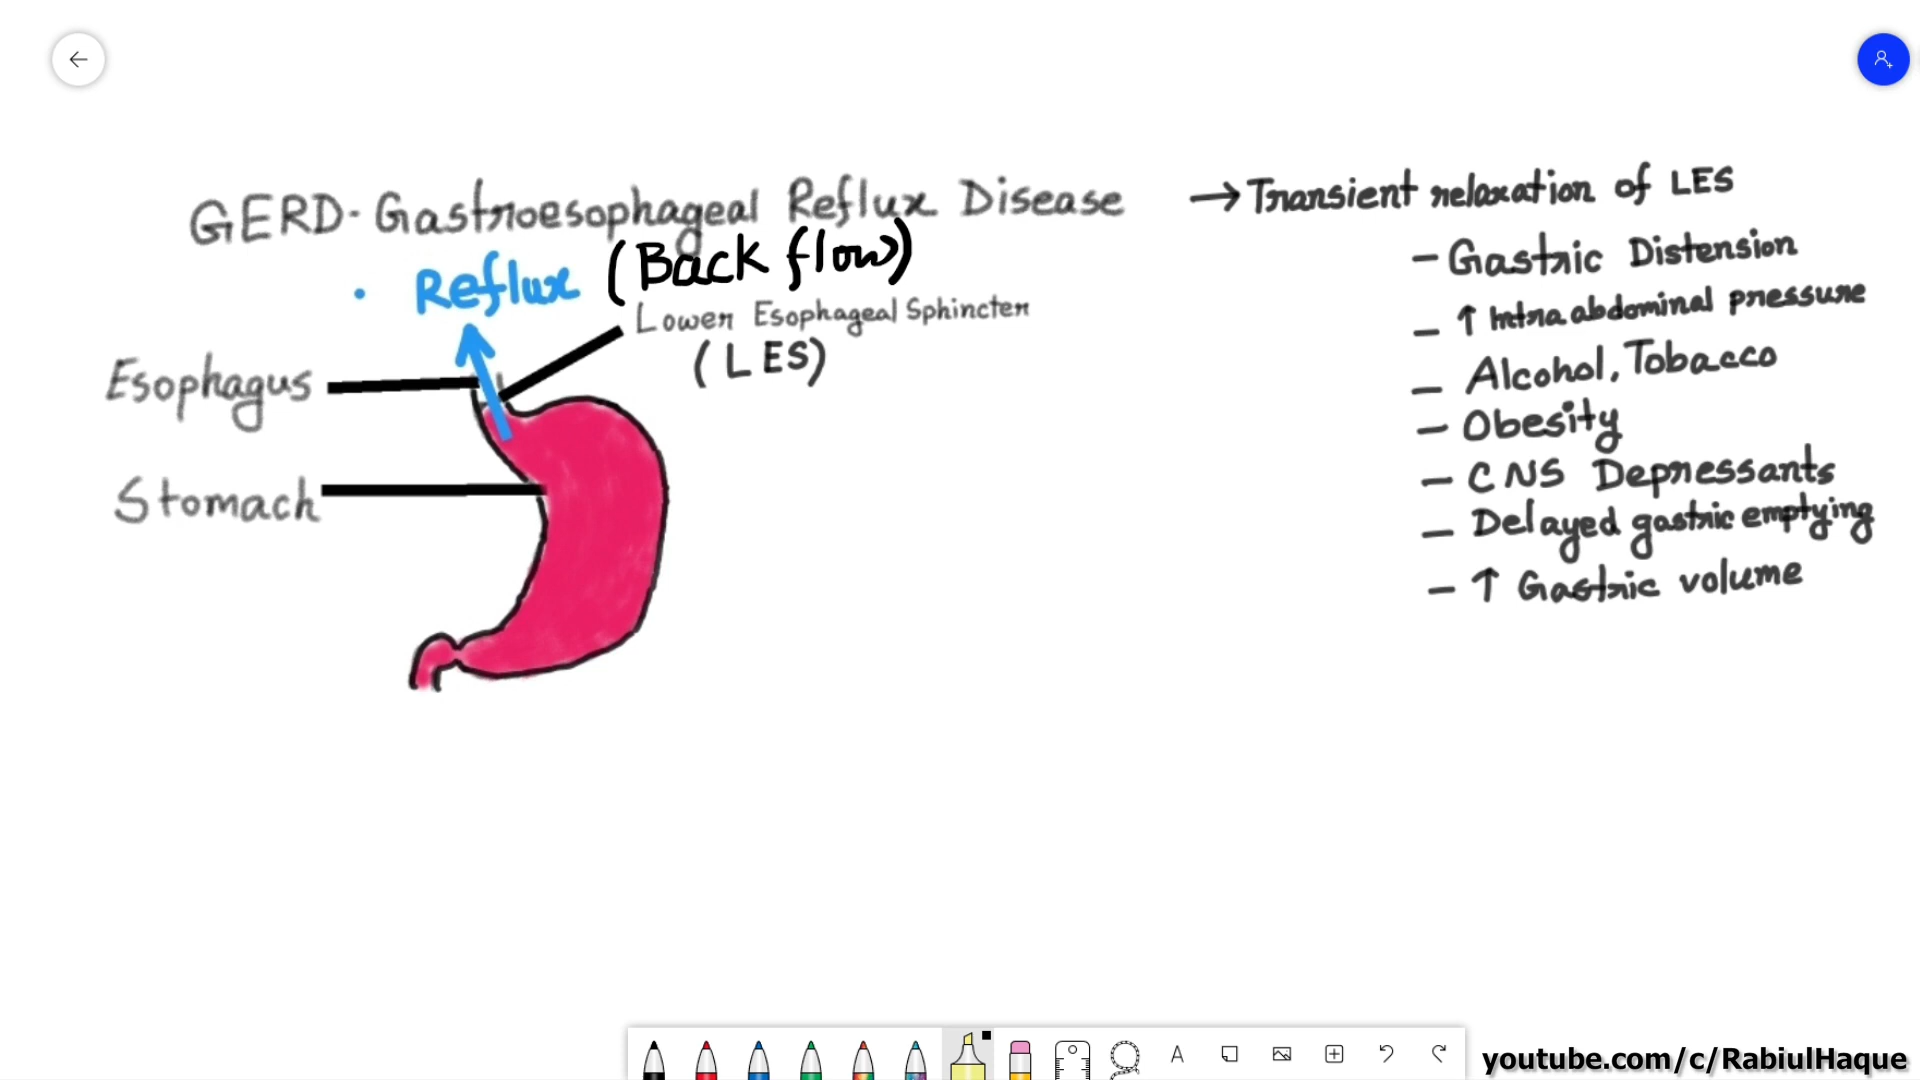 GERD - Gastroesophageal Reflux Disease
Reflux (Back flow)
Lower Esophageal Sphincter
(LES)
Esophagus
Stomach
→ Transient relaxation of LES
- Gastric Distension
- ↑ Intra abdominal pressure
- Alcohol, Tobacco
- Obesity
- CNS Depressants
- Delayed gastric emptying
- ↑ Gastric volume
A
youtube.com/c/RabiulHaque